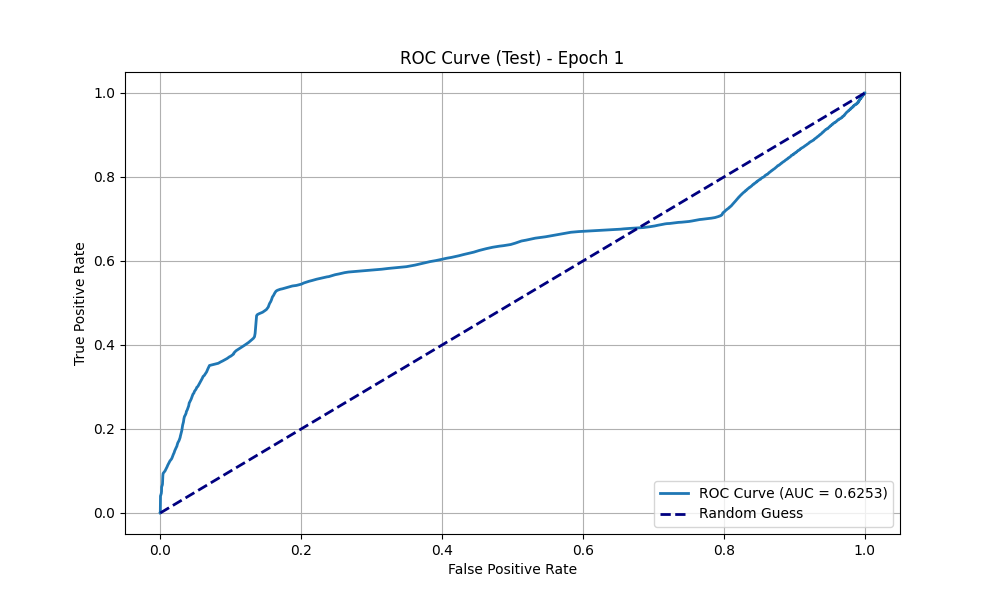 ROC Curve (Test) - Epoch 1
1.0
0.8
0.6
0.4
0.2
0.0
True Positive Rate
0.0 0.2 0.4 0.6 0.8 1.0
False Positive Rate
ROC Curve (AUC = 0.6253)
Random Guess